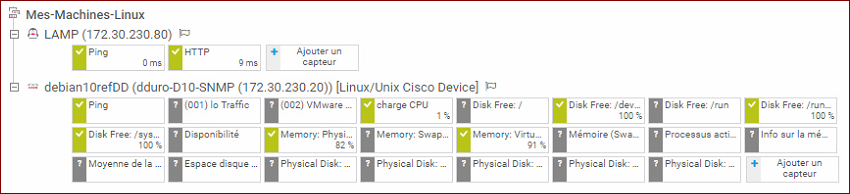 Mes-Machines-Linux
LAMP (172.30.230.80)
Ping
0 ms
HTTP
9 ms
Ajouter un
capteur
debian10refDD (dduro-D10-SNMP (172.30.230.20)) [Linux/Unix Cisco Device]
Ping
(001) lo Traffic
(002) VMware ...
charge CPU
1 %
Disk Free: /
Disk Free: /dev...
100 %
Disk Free: /run
Disk Free: /run...
100 %
Disk Free: /sys...
100 %
Disponibilité
Memory: Physi...
82 %
Memory: Swap...
Memory: Virtu...
91 %
Mémoire (Swa...
Processus acti...
Info sur la mé...
Moyenne de la ...
Espace disque ...
Physical Disk: ...
Physical Disk: ...
Physical Disk: ...
Physical Disk: ...
Physical Disk: ...
Ajouter un
capteur